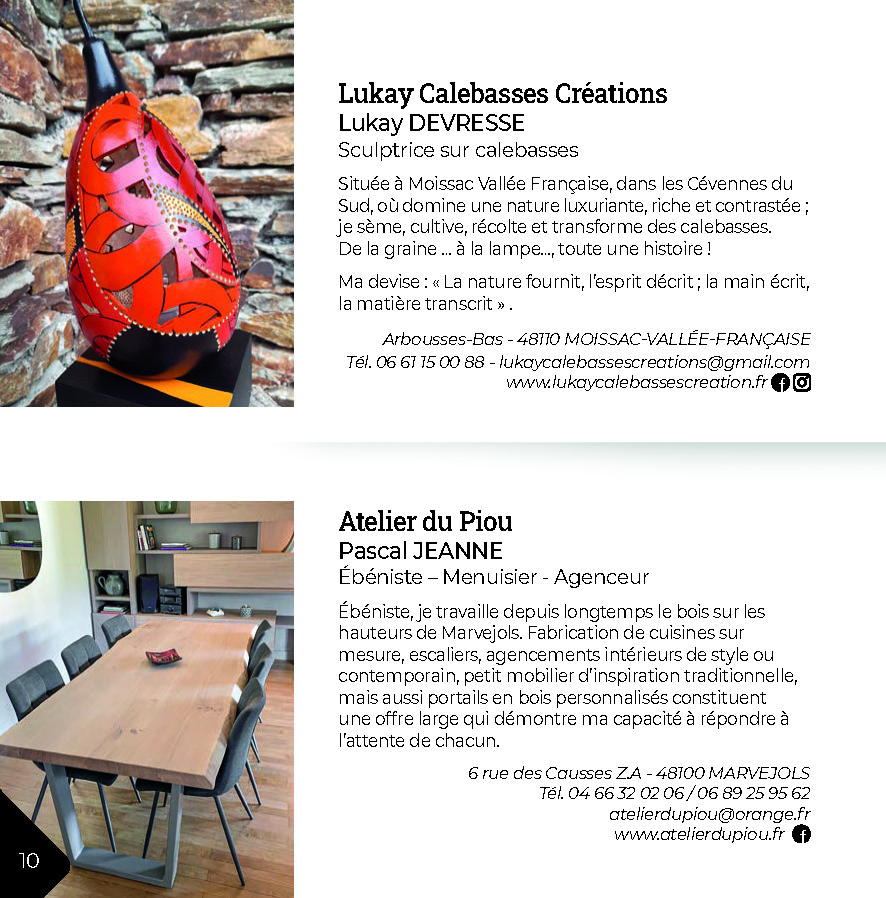 Lukay Calebasses Créations
Lukay DEVRESSE
Sculptrice sur calebasses
Située à Moissac Vallée Française, dans les Cévennes du
Sud, où domine une nature luxuriante, riche et contrastée ;
je sème, cultive, récolte et transforme des calebasses.
De la graine ... à la lampe..., toute une histoire !
Ma devise : « La nature fournit, l'esprit décrit ; la main écrit,
la matière transcrit » .
Arbousses-Bas - 48110 MOISSAC-VALLÉE-FRANÇAISE
Tél. 06 61 15 00 88 - lukaycalebassescreations@gmail.com
www.lukaycalebassescreation.fr
Atelier du Piou
Pascal JEANNE
Ébéniste – Menuisier - Agenceur
Ébéniste, je travaille depuis longtemps le bois sur les
hauteurs de Marvejols. Fabrication de cuisines sur
mesure, escaliers, agencements intérieurs de style ou
contemporain, petit mobilier d'inspiration traditionnelle,
mais aussi portails en bois personnalisés constituent
une offre large qui démontre ma capacité à répondre à
l'attente de chacun.
6 rue des Causses Z.A - 48100 MARVEJOLS
Tél. 04 66 32 02 06 / 06 89 25 95 62
atelierdupiou@orange.fr
www.atelierdupiou.fr
10